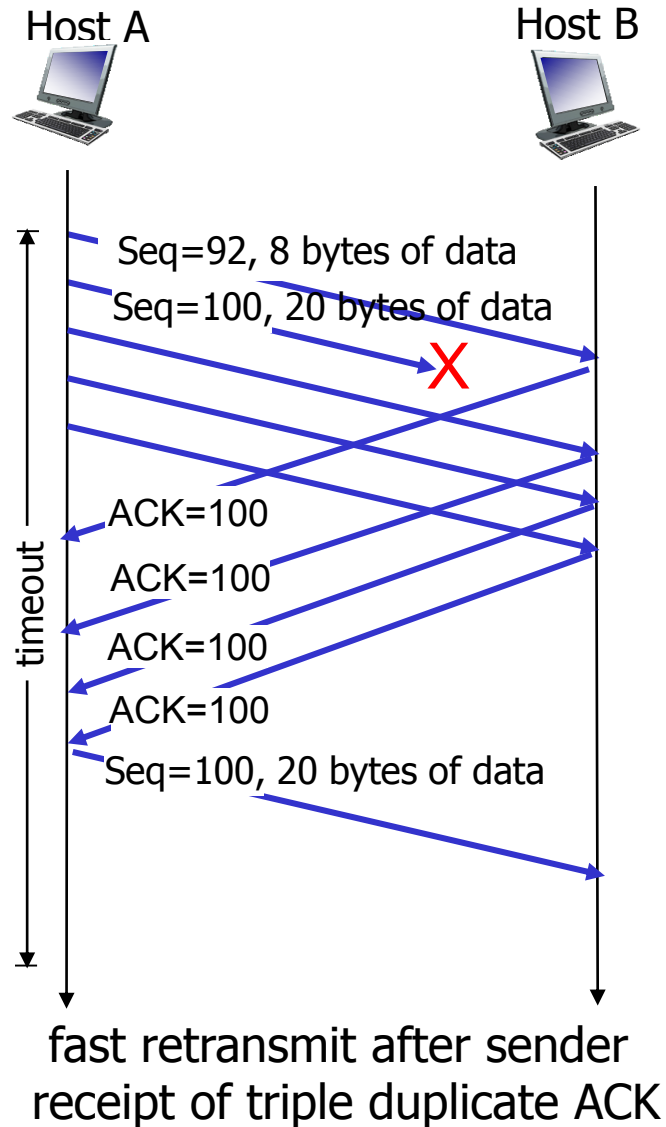 Host A
Host B
Seq=92, 8 bytes of data
Seq=100, 20 bytes of data
X
ACK=100
timeout
ACK=100
ACK=100
ACK=100
Seq=100, 20 bytes of data
fast retransmit after sender
receipt of triple duplicate ACK